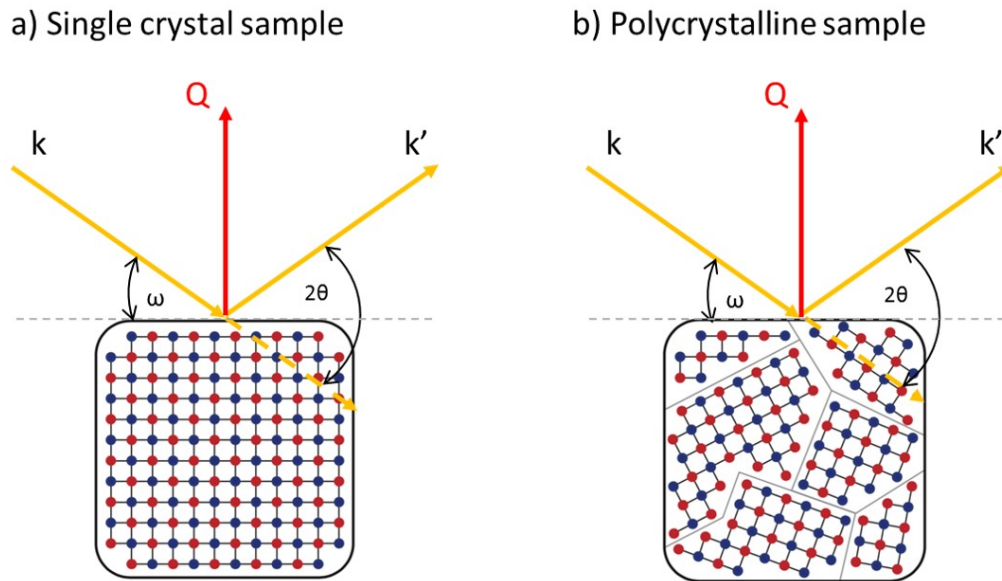 a) Single crystal sample
Q
k
k’
ω
2θ
b) Polycrystalline sample
Q
k
k’
ω
2θ